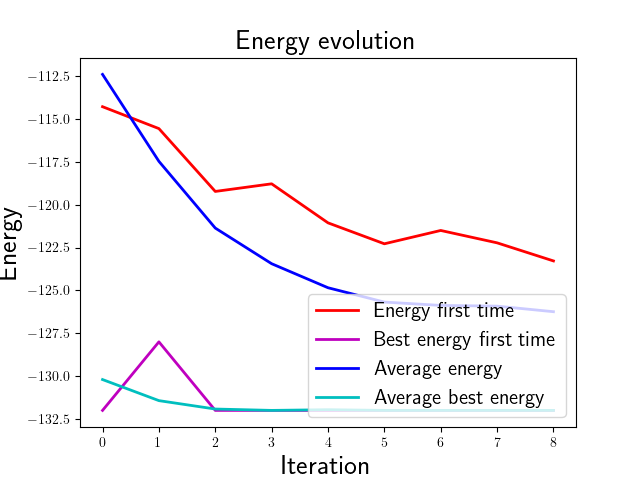 Energy evolution
Energy
−112.5
−115.0
−117.5
−120.0
−122.5
−125.0
−127.5
−130.0
−132.5
Energy first time
Best energy first time
Average energy
Average best energy
0 1 2 3 4 5 6 7 8
Iteration